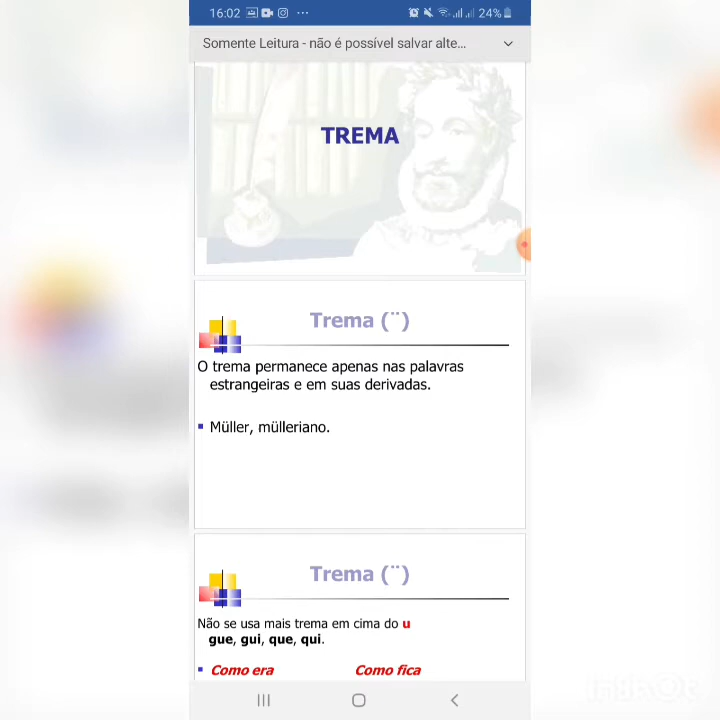 16:02
24%
Somente Leitura - não é possível salvar alte...
TREMA
Trema (¨)
O trema permanece apenas nas palavras
estrangeiras e em suas derivadas.
Müller, mülleriano.
Trema (¨)
Não se usa mais trema em cima do u
gue, gui, que, qui.
Como era Como fica